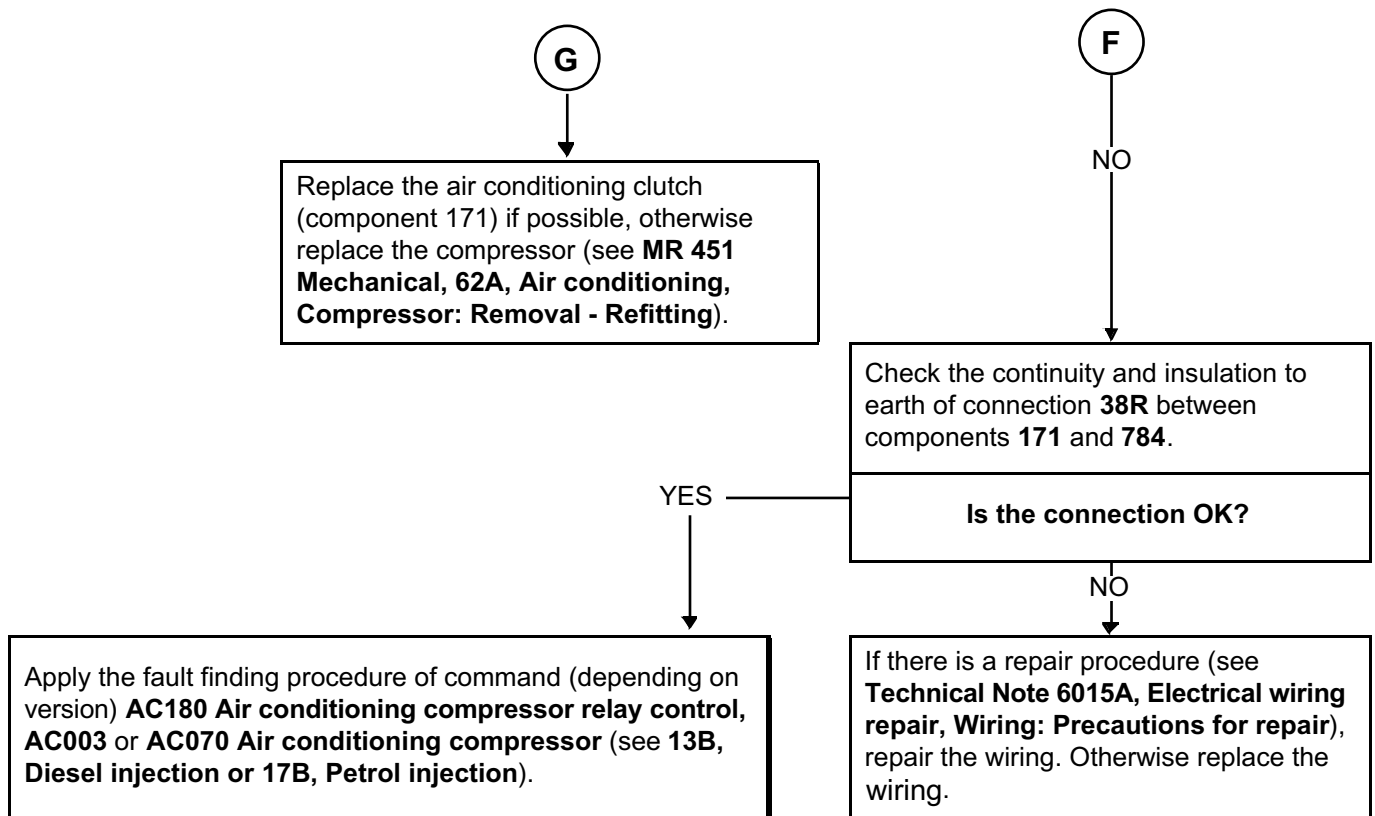 G
F
NO
Replace the air conditioning clutch
(component 171) if possible, otherwise
replace the compressor (see MR 451
Mechanical, 62A, Air conditioning,
Compressor: Removal - Refitting).
Check the continuity and insulation to
earth of connection 38R between
components 171 and 784.
YES
Is the connection OK?
NO
Apply the fault finding procedure of command (depending on
version) AC180 Air conditioning compressor relay control,
AC003 or AC070 Air conditioning compressor (see 13B,
Diesel injection or 17B, Petrol injection).
If there is a repair procedure (see
Technical Note 6015A, Electrical wiring
repair, Wiring: Precautions for repair),
repair the wiring. Otherwise replace the
wiring.